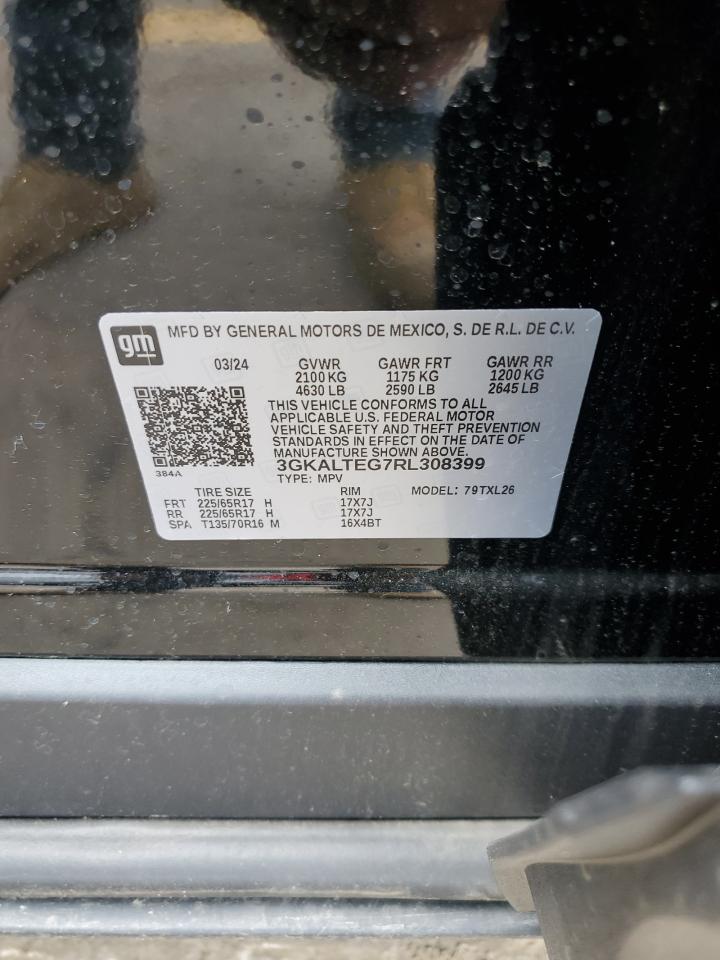 gm
MFD BY GENERAL MOTORS DE MEXICO, S. DE R.L. DE C.V.
03/24 GVWR GAWR FRT GAWR RR
2100 KG 1175 KG 1200 KG
4630 LB 2590 LB 2645 LB
THIS VEHICLE CONFORMS TO ALL
APPLICABLE U.S. FEDERAL MOTOR
VEHICLE SAFETY AND THEFT PREVENTION
STANDARDS IN EFFECT ON THE DATE OF
MANUFACTURE SHOWN ABOVE.
384A
3GKALTEG7RL308399
TYPE: MPV
TIRE SIZE RIM MODEL: 79TXL26
FRT 225/65R17 H 17X7J
RR 225/65R17 H 17X7J
SPA T135/70R16 M 16X4BT